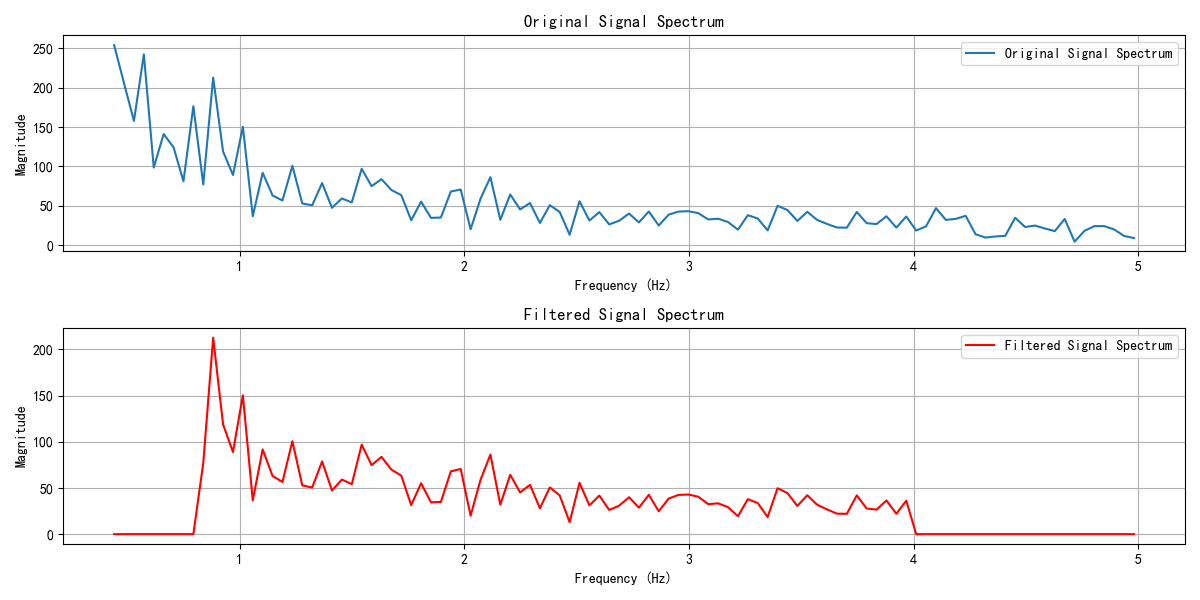 Original Signal Spectrum
250
200
150
100
50
0
Magnitude
Original Signal Spectrum
1 2 3 4 5
Frequency (Hz)
Filtered Signal Spectrum
200
150
100
50
0
Magnitude
Filtered Signal Spectrum
1 2 3 4 5
Frequency (Hz)